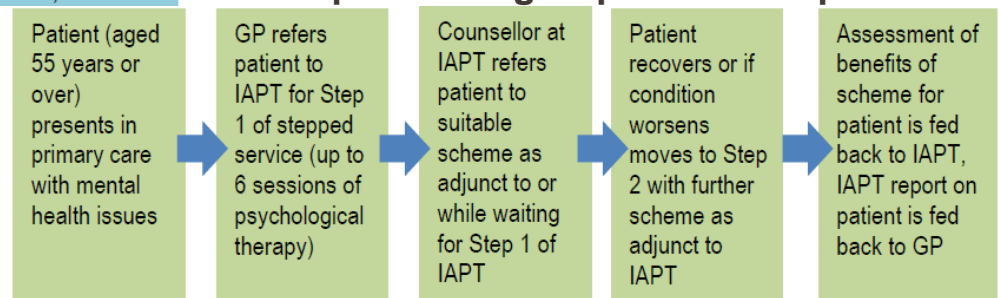 Patient (aged
55 years or
over)
presents in
primary care
with mental
health issues
GP refers
patient to
IAPT for Step
1 of stepped
service (up to
6 sessions of
psychological
therapy)
Counsellor at
IAPT refers
patient to
suitable
scheme as
adjunct to or
while waiting
for Step 1 of
IAPT
Patient
recovers or if
condition
worsens
moves to Step
2 with further
scheme as
adjunct to
IAPT
Assessment of
benefits of
scheme for
patient is fed
back to IAPT,
IAPT report on
patient is fed
back to GP